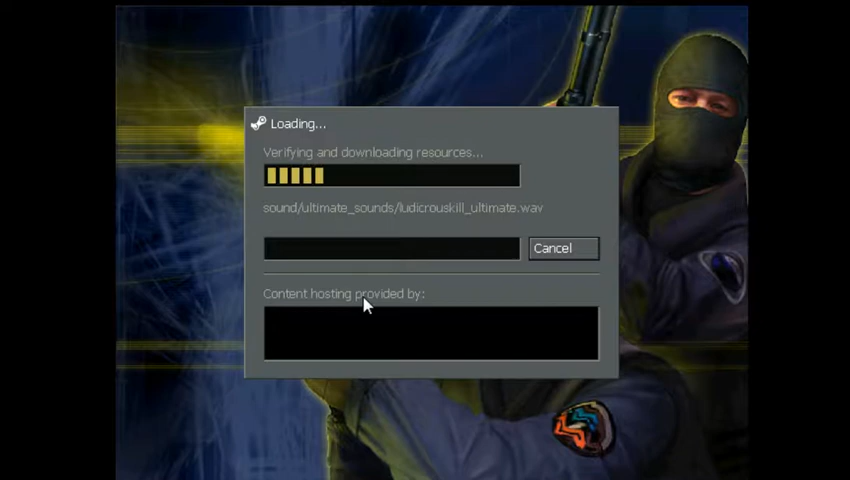 Loading...
Verifying and downloading resources...
sound/ultimate_sounds/ludicrouskill_ultimate.wav
Cancel
Content hosting provided by: